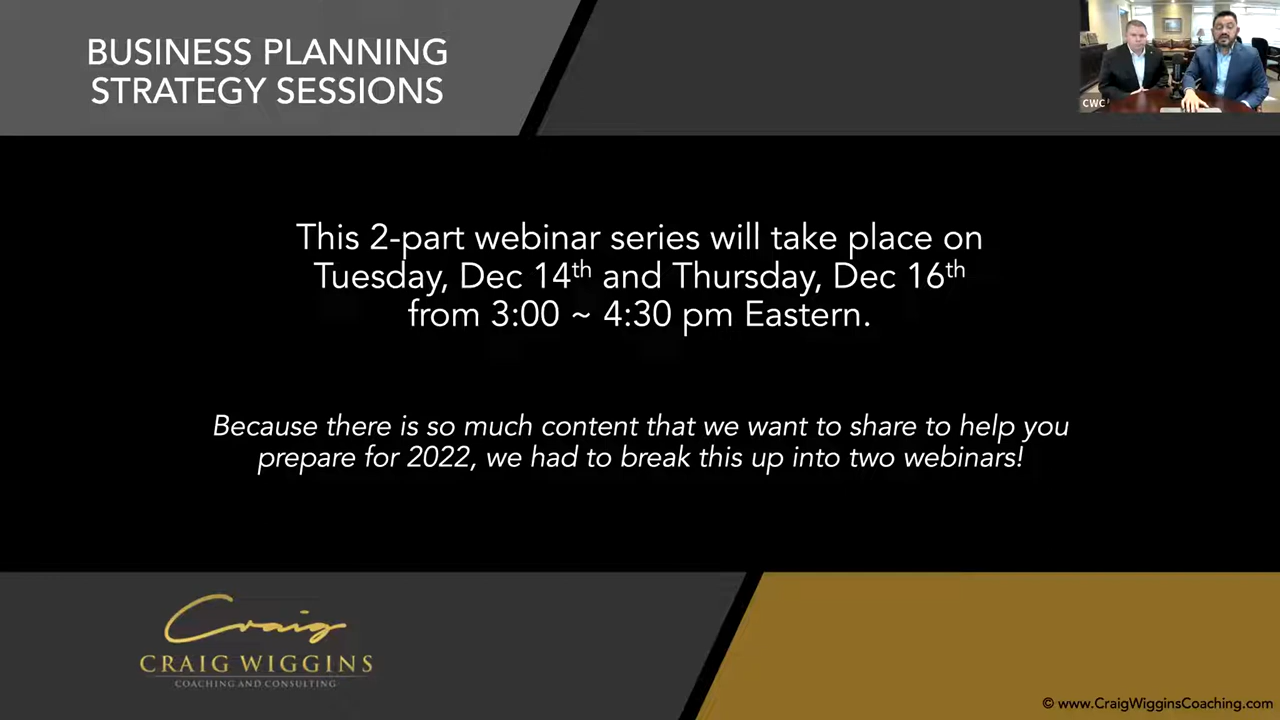 BUSINESS PLANNING
STRATEGY SESSIONS
CWC
This 2-part webinar series will take place on
Tuesday, Dec 14th and Thursday, Dec 16th
from 3:00 ~ 4:30 pm Eastern.
Because there is so much content that we want to share to help you
prepare for 2022, we had to break this up into two webinars!
Craig
CRAIG WIGGINS
COACHING AND CONSULTING
© www.CraigWigginsCoaching.com